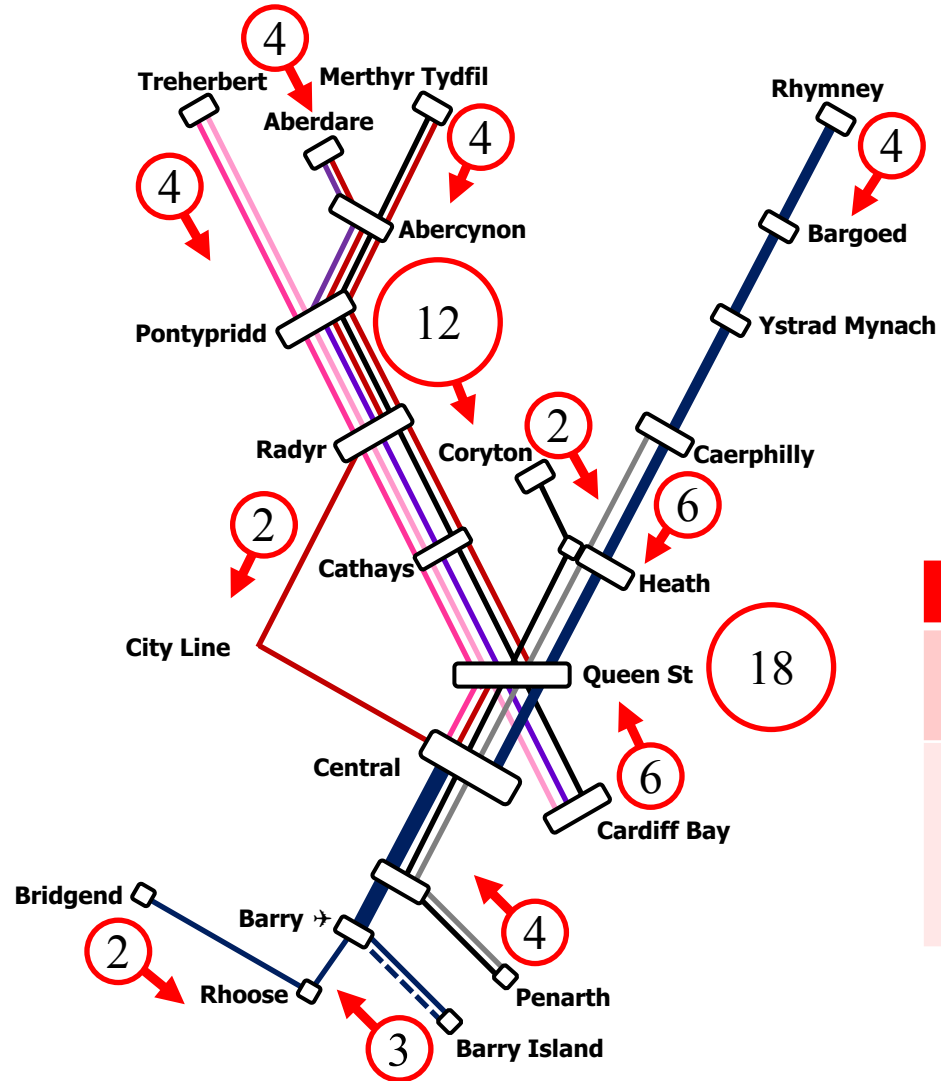 4
Treherbert
Merthyr Tydfil
Rhymney
Aberdare
4
4
4
Abercynon
Bargoed
12
Pontypridd
Ystrad Mynach
2
Radyr
Coryton
Caerphilly
2
6
Cathays
Heath
City Line
Queen St
18
Central
6
Cardiff Bay
Bridgend
Barry ✈
4
2
Rhoose
Penarth
3
Barry Island